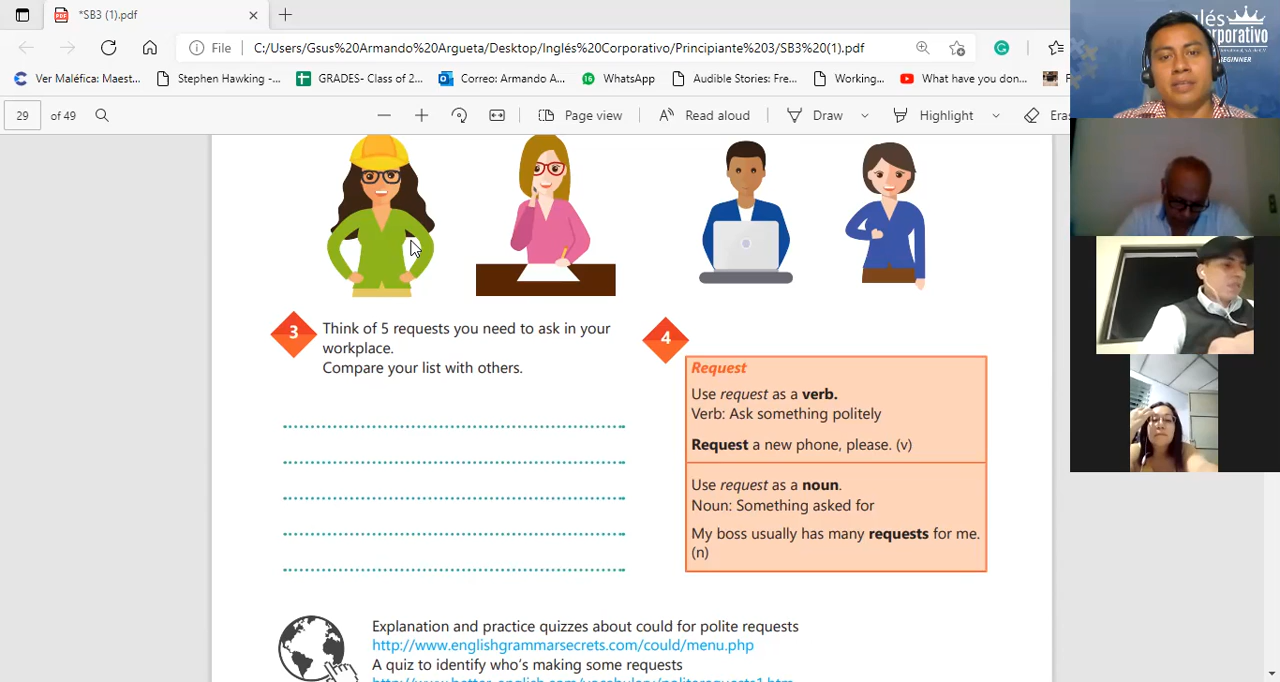 *SB3 (1).pdf
File
C:/Users/Gsus%20Armando%20Argueta/Desktop/Inglés%20Corporativo/Principiante%203/SB3%20(1).pdf
Ver Maléfica: Maest...
Stephen Hawking -...
GRADES- Class of 2...
Correo: Armando A...
16
WhatsApp
Audible Stories: Fre...
Working...
What have you don...
29 of 49
Page view
Read aloud
Draw
Highlight
Eras
3
Think of 5 requests you need to ask in your
workplace.
Compare your list with others.
4
Request
Use request as a verb.
Verb: Ask something politely
Request a new phone, please. (v)
Use request as a noun.
Noun: Something asked for
My boss usually has many requests for me.
(n)
Explanation and practice quizzes about could for polite requests
http://www.englishgrammarsecrets.com/could/menu.php
A quiz to identify who's making some requests